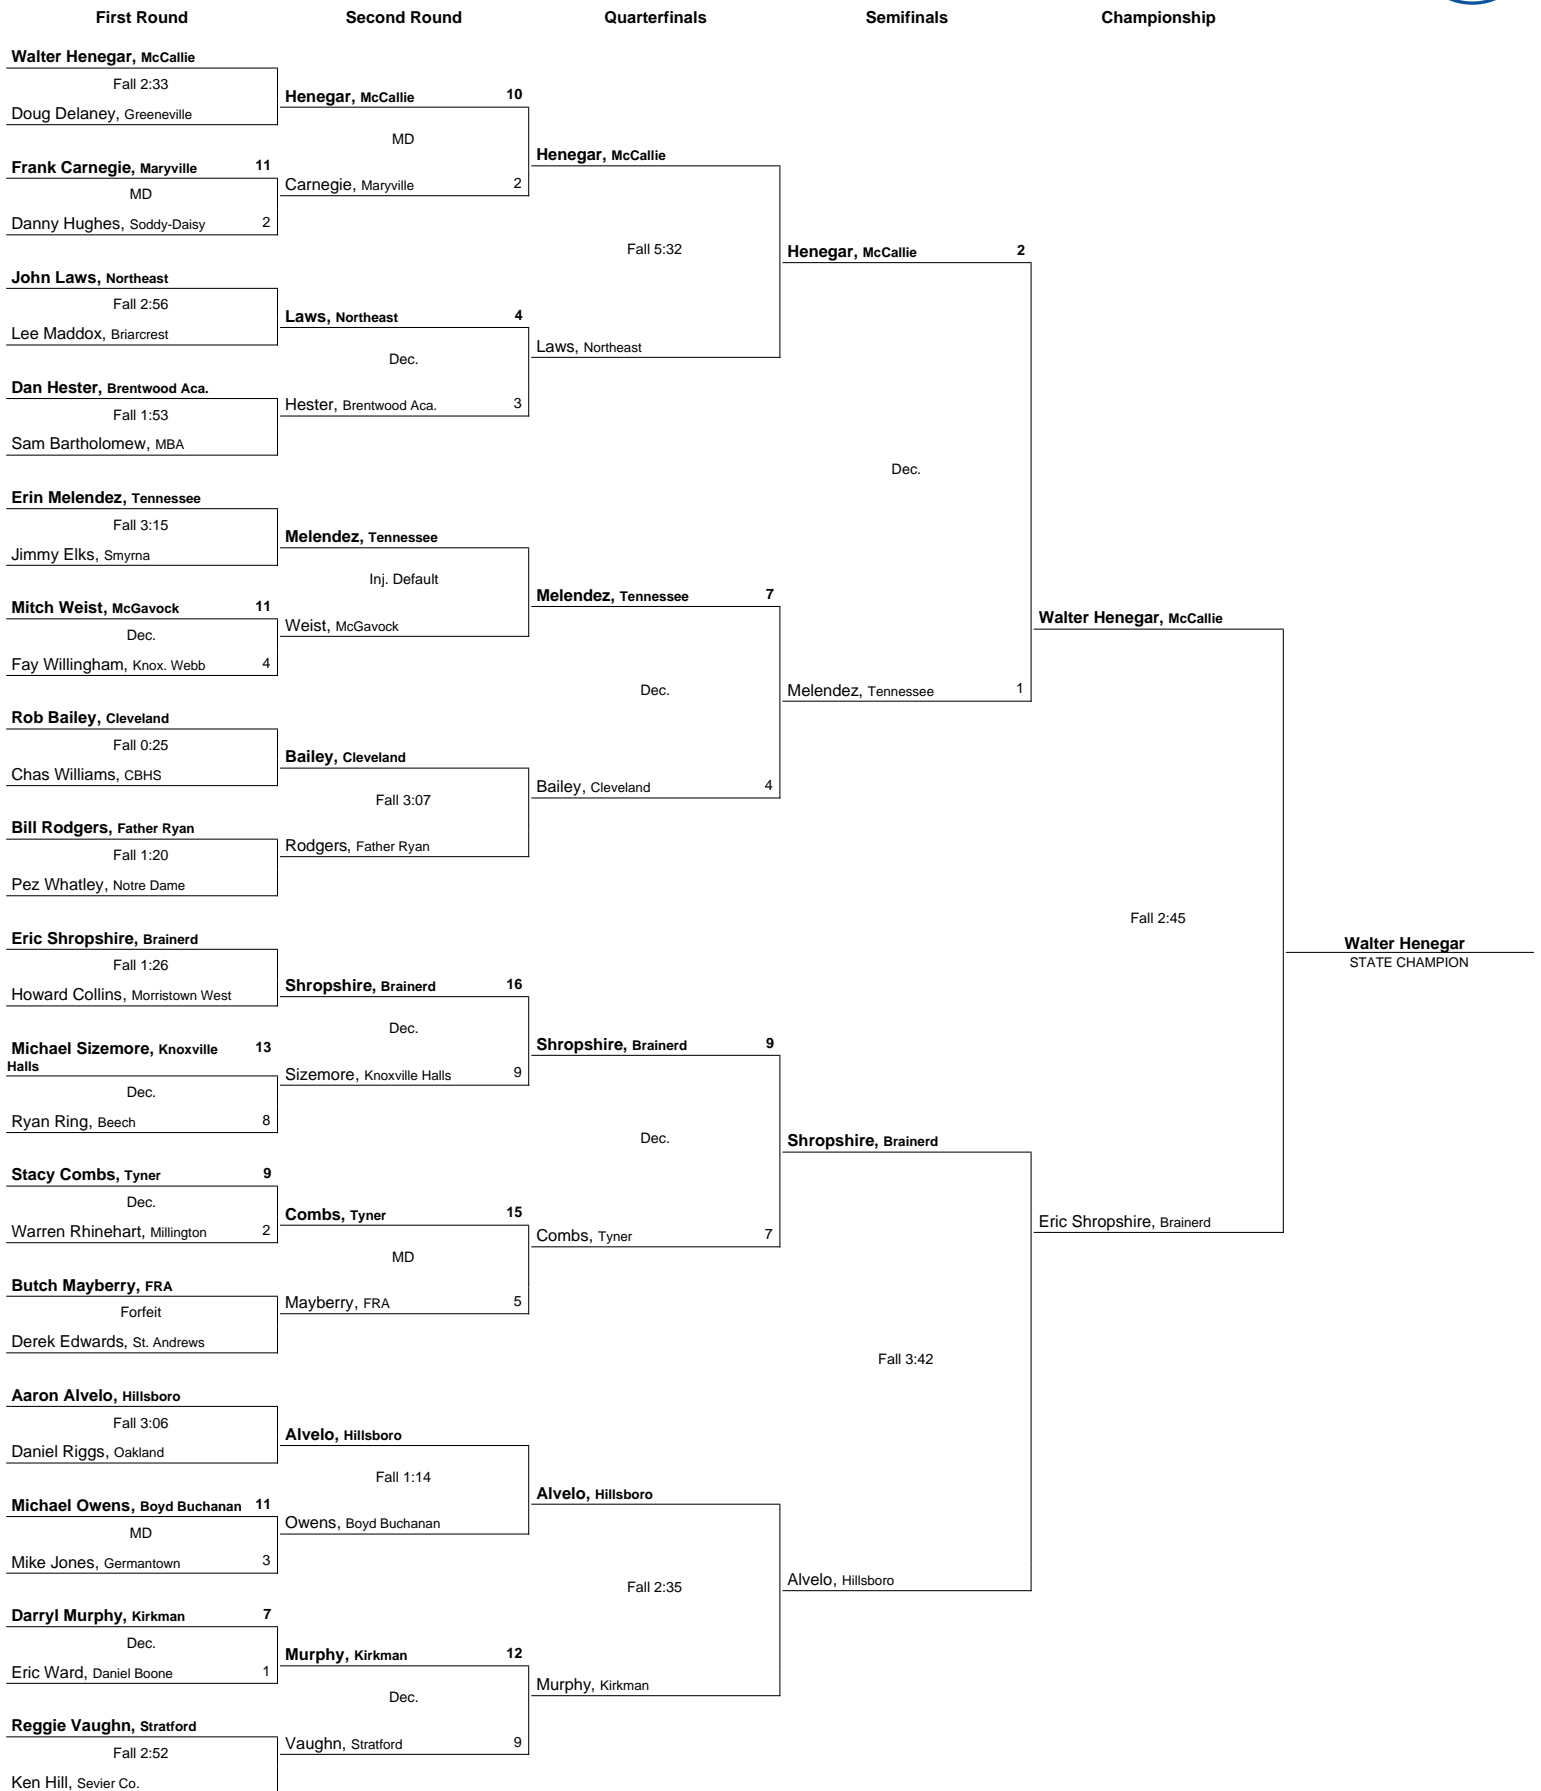 First Round
Second Round
Quarterfinals
Semifinals
Championship
Walter Henegar, McCallie
Fall 2:33
Doug Delaney, Greeneville
Frank Carnegie, Maryville 11
MD
Danny Hughes, Soddy-Daisy 2
John Laws, Northeast
Fall 2:56
Lee Maddox, Briarcrest
Dan Hester, Brentwood Aca.
Fall 1:53
Sam Bartholomew, MBA
Erin Melendez, Tennessee
Fall 3:15
Jimmy Elks, Smyrna
Mitch Weist, McGavock 11
Dec.
Fay Willingham, Knox. Webb 4
Rob Bailey, Cleveland
Fall 0:25
Chas Williams, CBHS
Bill Rodgers, Father Ryan
Fall 1:20
Pez Whatley, Notre Dame
Eric Shropshire, Brainerd
Fall 1:26
Howard Collins, Morristown West
Michael Sizemore, Knoxville 13
Halls
Dec.
Ryan Ring, Beech 8
Stacy Combs, Tyner 9
Dec.
Warren Rhinehart, Millington 2
Butch Mayberry, FRA
Forfeit
Derek Edwards, St. Andrews
Aaron Alvelo, Hillsboro
Fall 3:06
Daniel Riggs, Oakland
Michael Owens, Boyd Buchanan 11
MD
Mike Jones, Germantown 3
Darryl Murphy, Kirkman 7
Dec.
Eric Ward, Daniel Boone 1
Reggie Vaughn, Stratford
Fall 2:52
Ken Hill, Sevier Co.
Henegar, McCallie 10
MD
Carnegie, Maryville 2
Laws, Northeast 4
Dec.
Hester, Brentwood Aca. 3
Melendez, Tennessee
Inj. Default
Weist, McGavock
Bailey, Cleveland
Fall 3:07
Rodgers, Father Ryan
Shropshire, Brainerd 16
Dec.
Sizemore, Knoxville Halls 9
Combs, Tyner 15
MD
Mayberry, FRA 5
Alvelo, Hillsboro
Fall 1:14
Owens, Boyd Buchanan
Murphy, Kirkman 12
Dec.
Vaughn, Stratford 9
Henegar, McCallie
Fall 5:32
Laws, Northeast
Melendez, Tennessee 7
Dec.
Bailey, Cleveland 4
Shropshire, Brainerd 9
Dec.
Combs, Tyner 7
Alvelo, Hillsboro
Fall 2:35
Murphy, Kirkman
Henegar, McCallie 2
Dec.
Melendez, Tennessee 1
Shropshire, Brainerd
Fall 3:42
Alvelo, Hillsboro
Walter Henegar, McCallie
Fall 2:45
Eric Shropshire, Brainerd
Walter Henegar
STATE CHAMPION